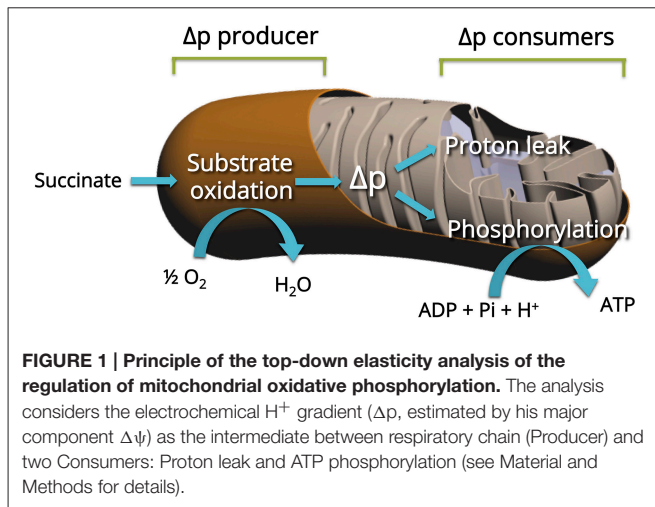 Δp producer
Δp consumers
Succinate
Substrate
oxidation
Δp
Proton leak
Phosphorylation
½ O₂
H₂O
ADP + Pi + H⁺
ATP
FIGURE 1 | Principle of the top-down elasticity analysis of the
regulation of mitochondrial oxidative phosphorylation. The analysis
considers the electrochemical H⁺ gradient (Δp, estimated by his major
component Δψ) as the intermediate between respiratory chain (Producer) and
two Consumers: Proton leak and ATP phosphorylation (see Material and
Methods for details).